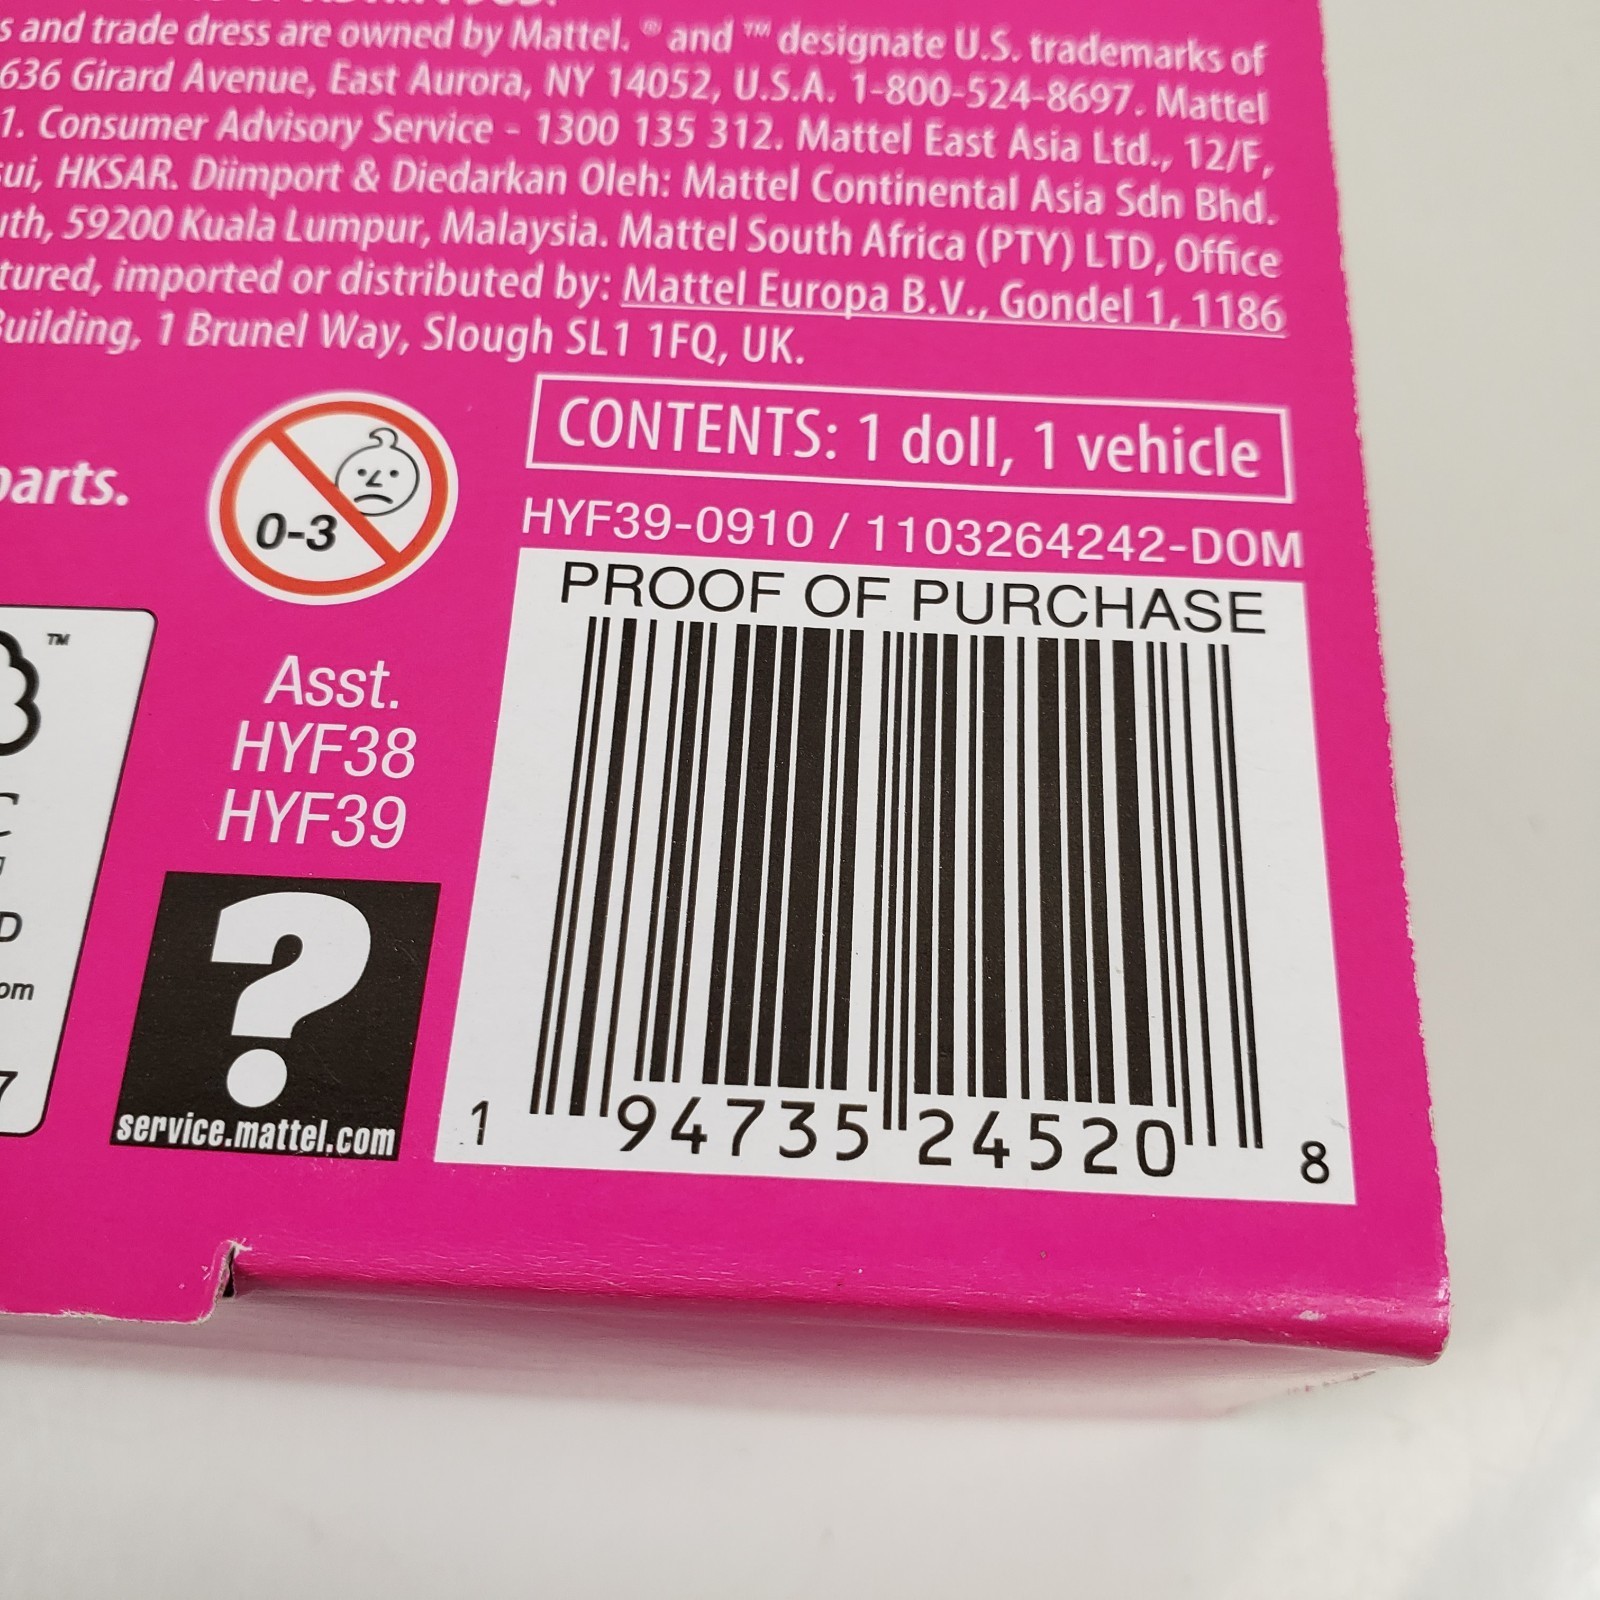 s and trade dress are owned by Mattel. ® and ™ designate U.S. trademarks of
636 Girard Avenue, East Aurora, NY 14052, U.S.A. 1-800-524-8697. Mattel
1. Consumer Advisory Service - 1300 135 312. Mattel East Asia Ltd., 12/F,
sui, HKSAR. Diimport & Diedarkan Oleh: Mattel Continental Asia Sdn Bhd.
uth, 59200 Kuala Lumpur, Malaysia. Mattel South Africa (PTY) LTD, Office
tured, imported or distributed by: Mattel Europa B.V., Gondel 1, 1186
Building, 1 Brunel Way, Slough SL1 1FQ, UK.
parts.
0-3
CONTENTS: 1 doll, 1 vehicle
HYF39-0910 / 1103264242-DOM
PROOF OF PURCHASE
TM
Asst.
HYF38
HYF39
C
D
om
7
?
service.mattel.com
1 94735 24520 8